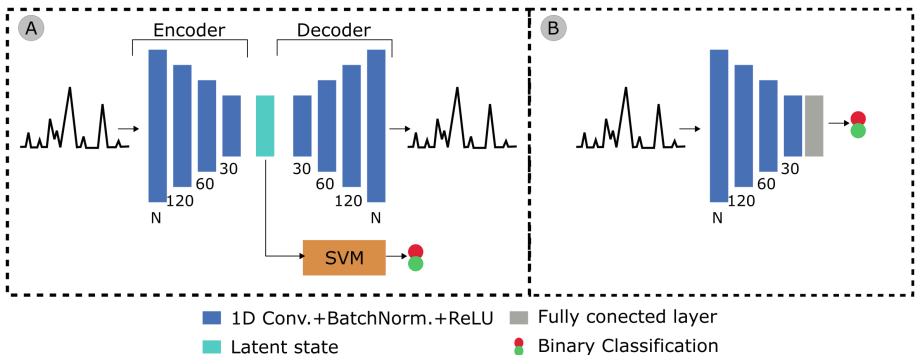 A
Encoder
Decoder
30
60
120
N
30
60
120
N
SVM
B
30
60
120
N
1D Conv.+BatchNorm.+ReLU
Latent state
Fully conected layer
Binary Classification